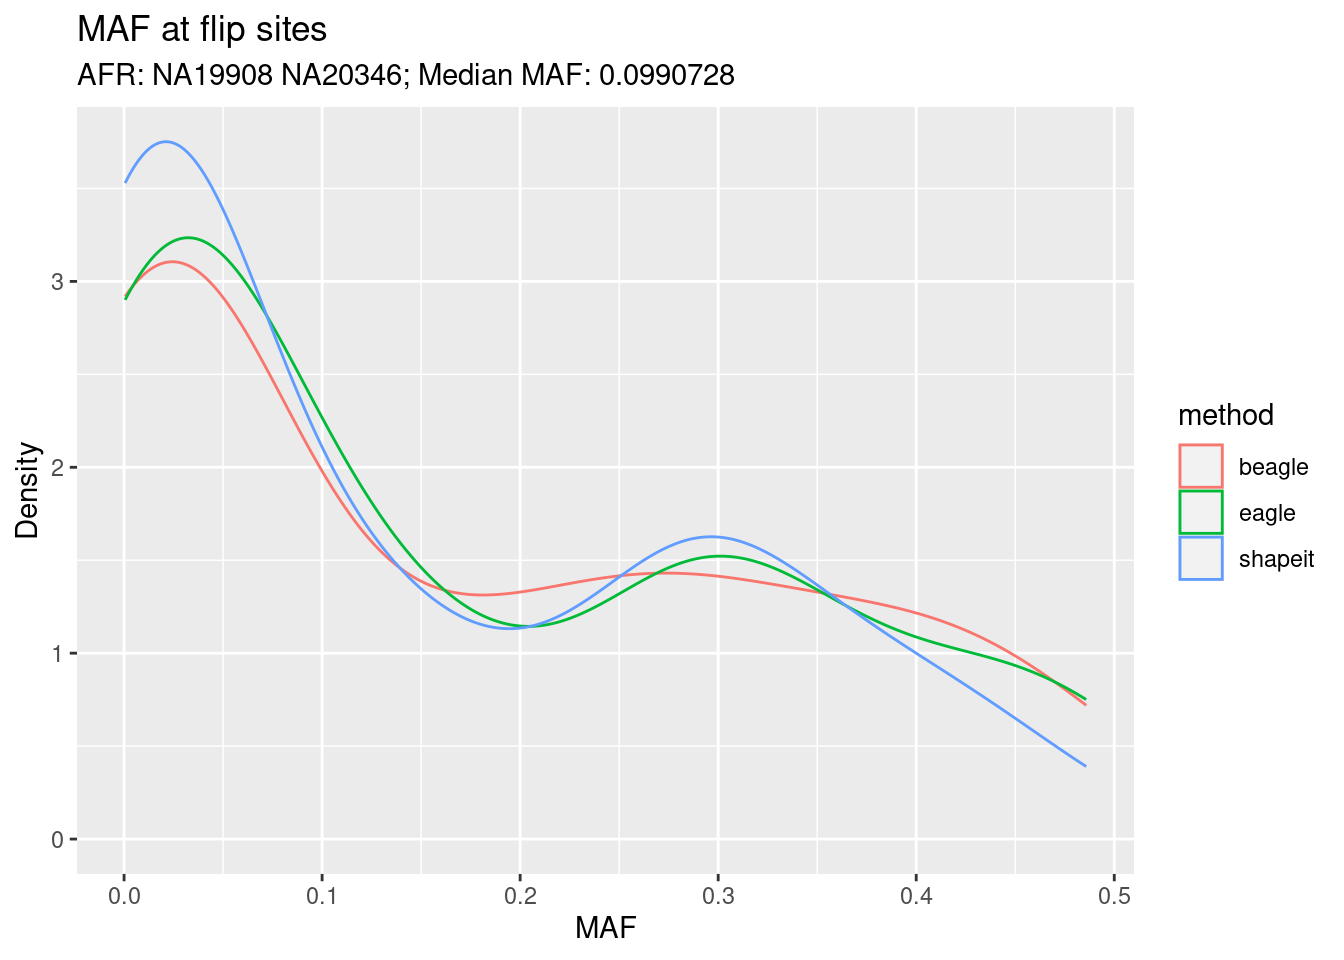 MAF at flip sites
AFR: NA19908 NA20346; Median MAF: 0.0990728
Density
3
2
1
0
0.0 0.1 0.2 0.3 0.4 0.5
MAF
method
beagle
eagle
shapeit